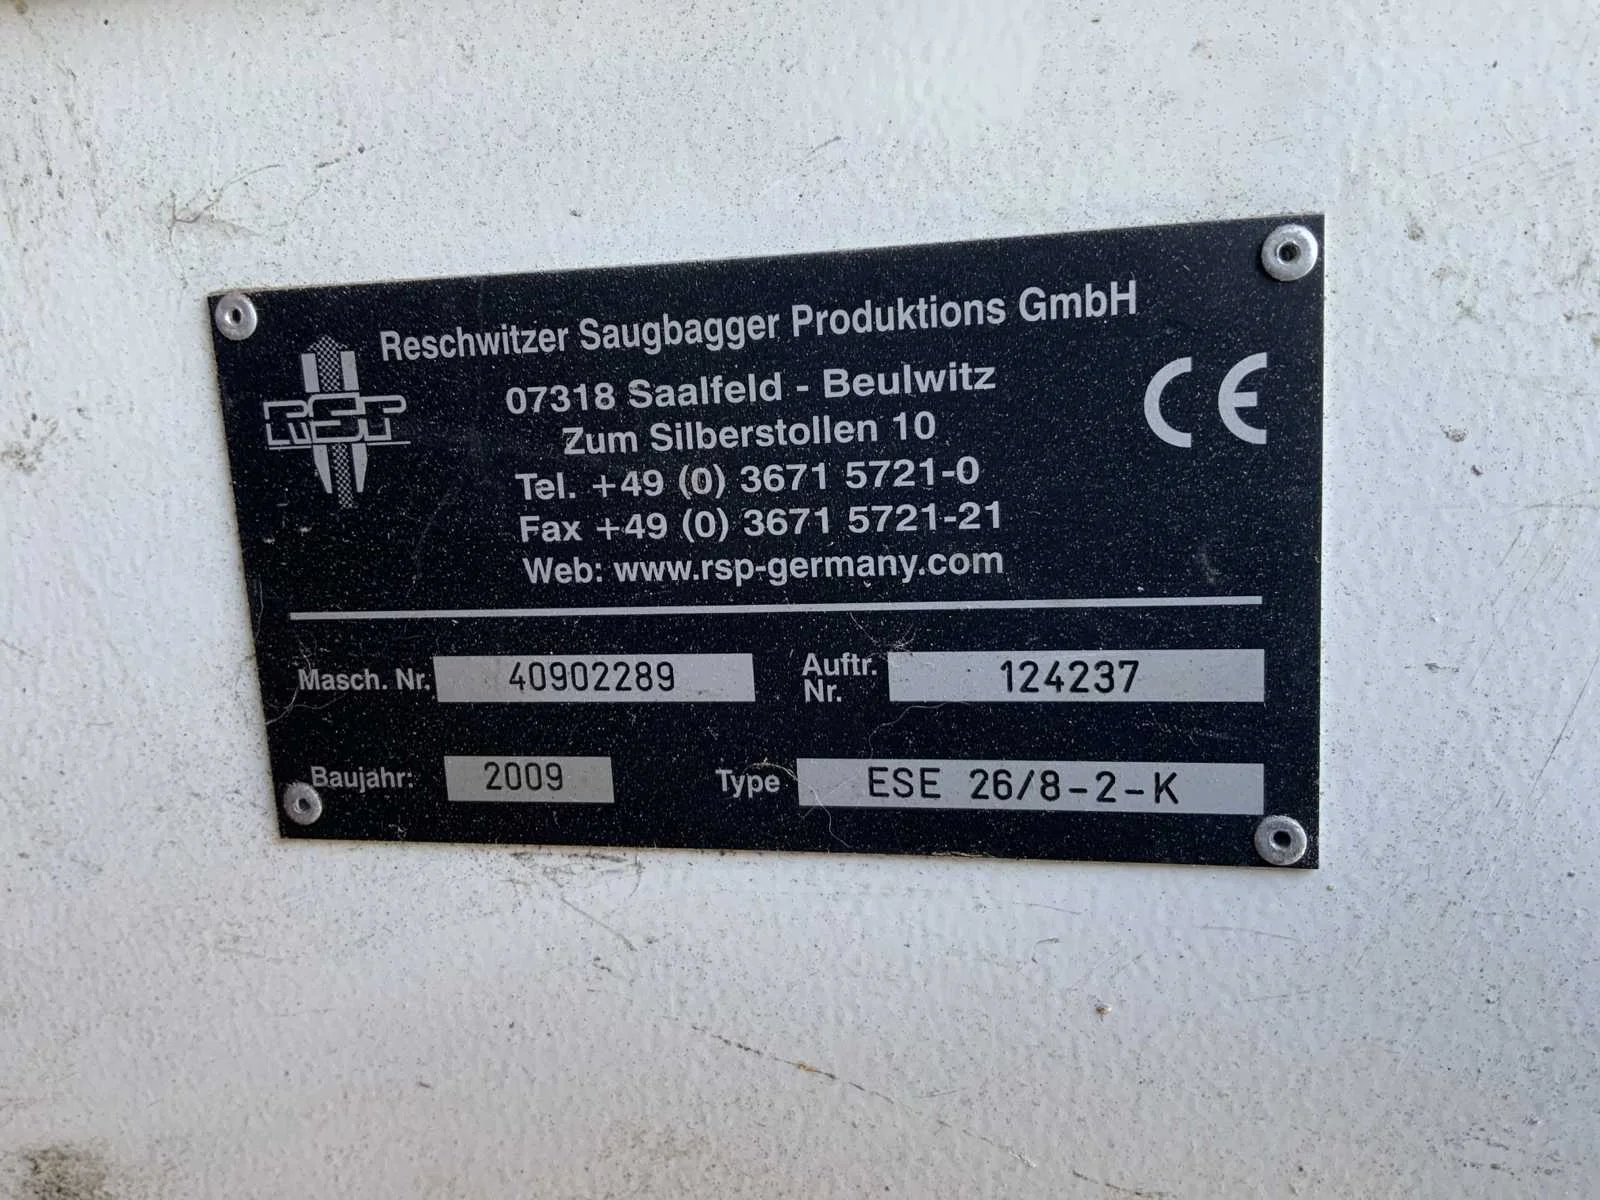 Reschwitzer Saugbagger Produktions GmbH
RSP
07318 Saalfeld - Beulwitz
Zum Silberstollen 10
Tel. +49 (0) 3671 5721-0
Fax +49 (0) 3671 5721-21
Web: www.rsp-germany.com
CE
Masch. Nr. 40902289
Auftr. Nr. 124237
Baujahr: 2009
Type ESE 26/8-2-K